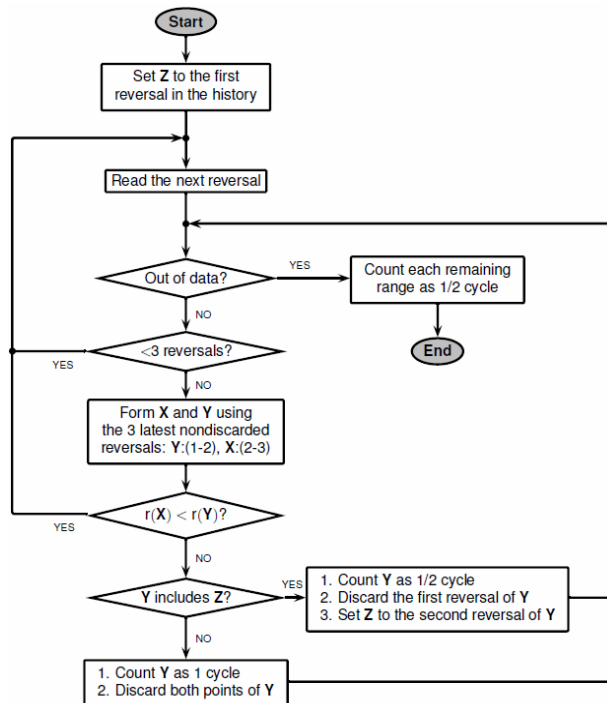 Start
Set Z to the first
reversal in the history
Read the next reversal
Out of data?
YES
Count each remaining
range as 1/2 cycle
NO
End
<3 reversals?
YES
NO
Form X and Y using
the 3 latest nondiscarded
reversals: Y:(1-2), X:(2-3)
r(X) < r(Y)?
YES
NO
Y includes Z?
YES
1. Count Y as 1/2 cycle
2. Discard the first reversal of Y
3. Set Z to the second reversal of Y
NO
1. Count Y as 1 cycle
2. Discard both points of Y